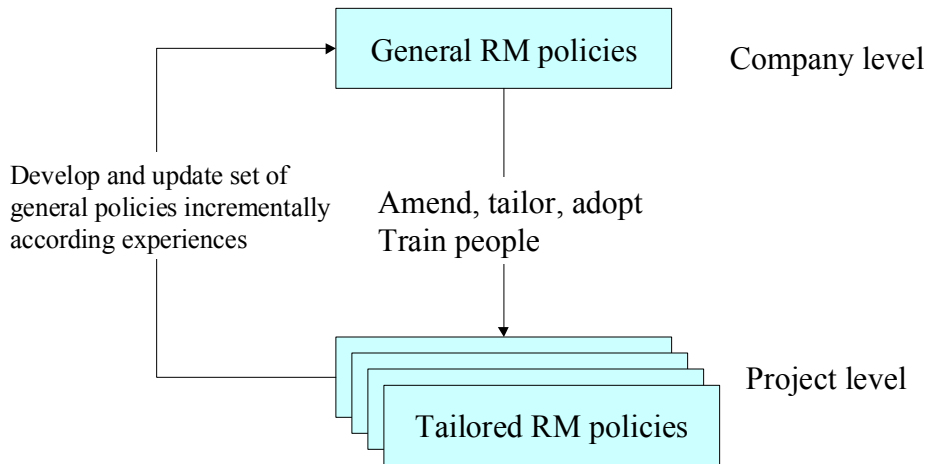 General RM policies
Company level
Develop and update set of
general policies incrementally
according experiences
Amend, tailor, adopt
Train people
Project level
Tailored RM policies